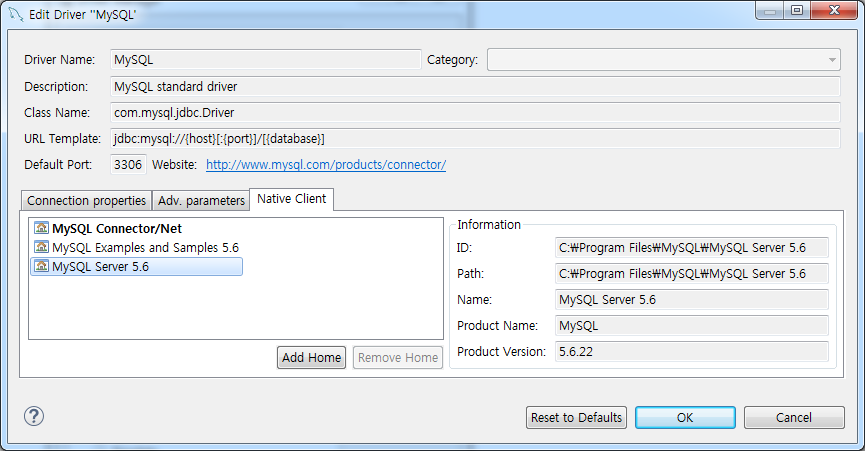 Edit Driver "MySQL'
Driver Name: MySQL Category:
Description: MySQL standard driver
Class Name: com.mysql.jdbc.Driver
URL Template: jdbc:mysql://{host}[:{port}]/[{database}]
Default Port: 3306 Website: http://www.mysql.com/products/connector/
Connection properties Adv. parameters Native Client
MySQL Connector/Net
MySQL Examples and Samples 5.6
MySQL Server 5.6
Add Home Remove Home
Information
ID: C:₩Program Files₩MySQL₩MySQL Server 5.6
Path: C:₩Program Files₩MySQL₩MySQL Server 5.6
Name: MySQL Server 5.6
Product Name: MySQL
Product Version: 5.6.22
Reset to Defaults OK Cancel